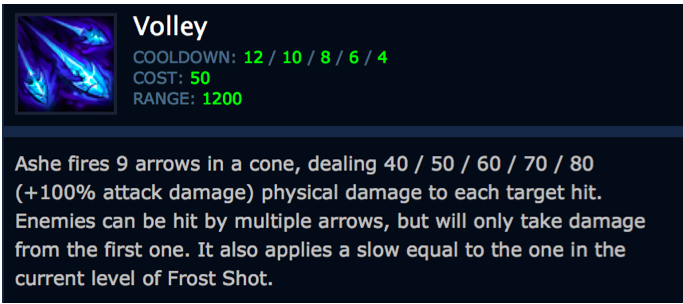 Volley
COOLDOWN: 12 / 10 / 8 / 6 / 4
COST: 50
RANGE: 1200
Ashe fires 9 arrows in a cone, dealing 40 / 50 / 60 / 70 / 80
(+100% attack damage) physical damage to each target hit.
Enemies can be hit by multiple arrows, but will only take damage
from the first one. It also applies a slow equal to the one in the
current level of Frost Shot.